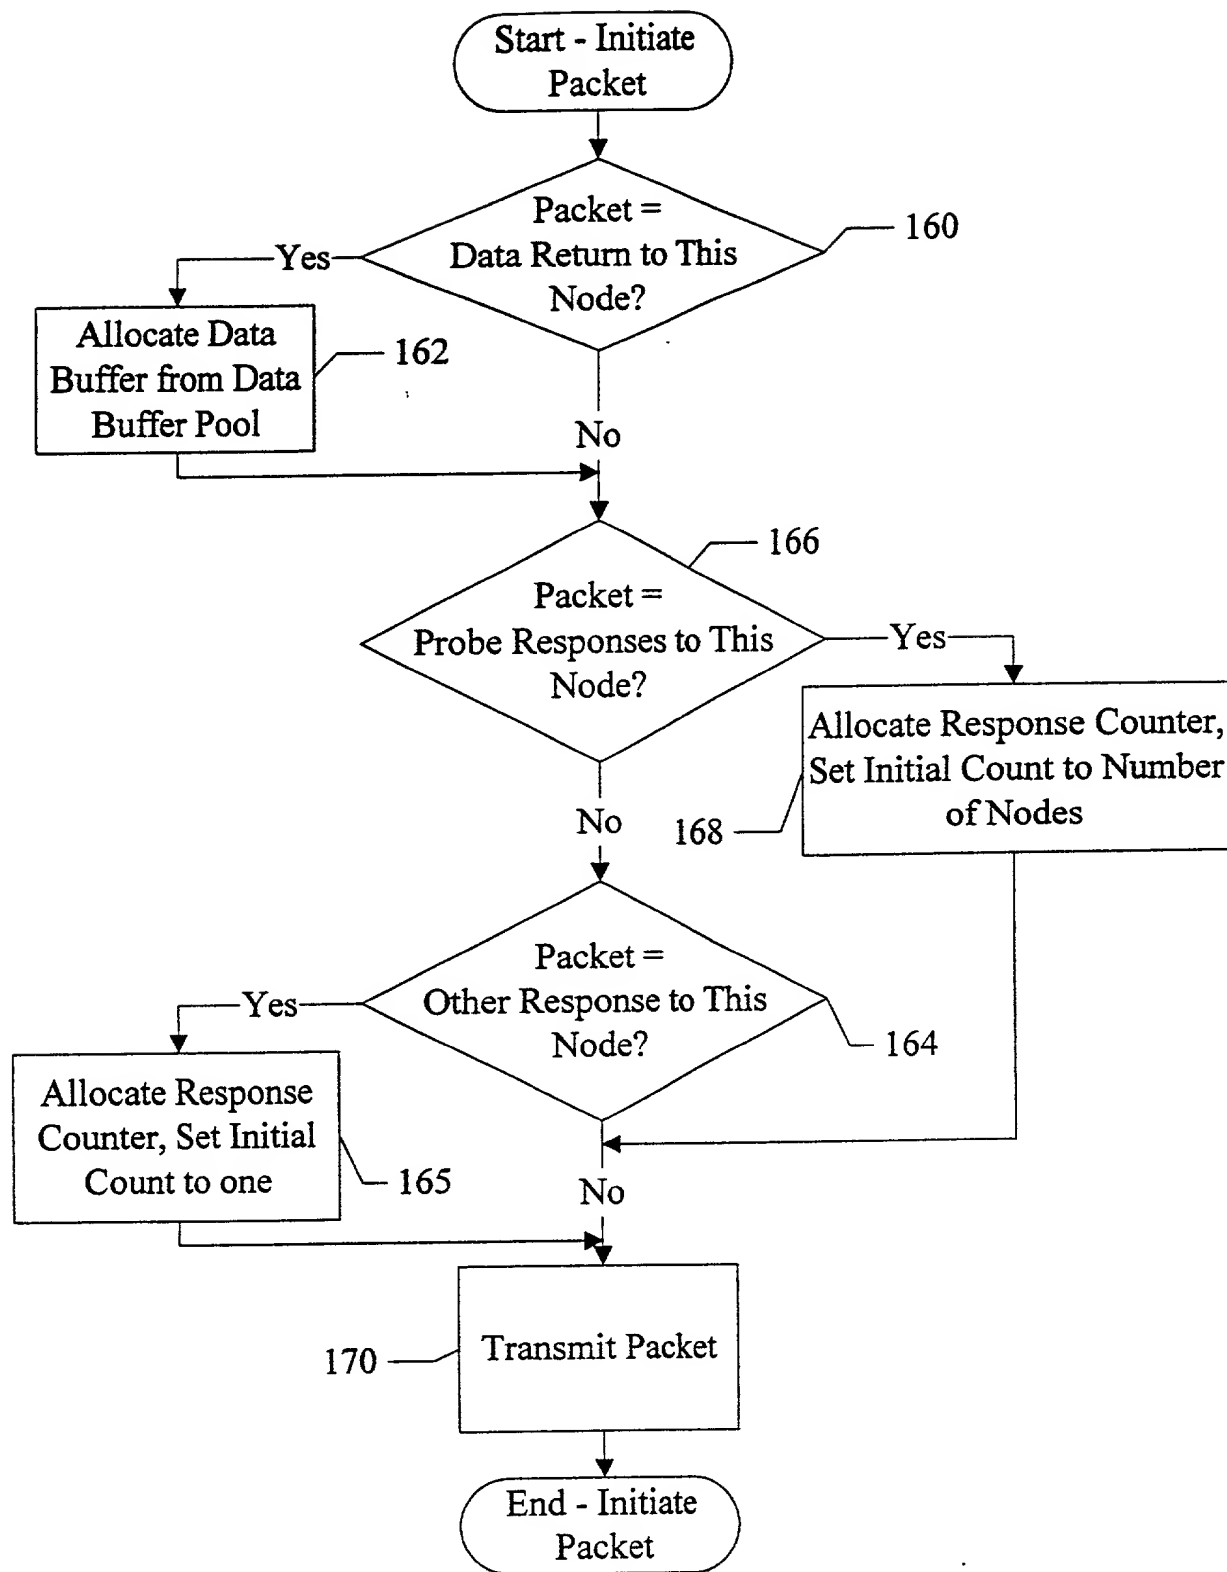 Start - Initiate
Packet
Packet =
Data Return to This
Node?
160
Yes
Allocate Data
Buffer from Data
Buffer Pool
162
No
166
Packet =
Probe Responses to This
Node?
Yes
Allocate Response Counter,
Set Initial Count to Number
of Nodes
168
No
Packet =
Other Response to This
Node?
Yes
164
Allocate Response
Counter, Set Initial
Count to one
165
No
Transmit Packet
170
End - Initiate
Packet